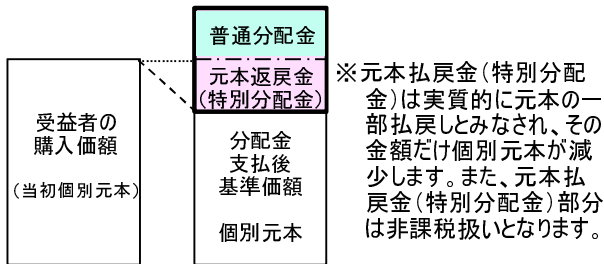 普通分配金
元本返戻金
(特別分配金)
受益者の
購入価額
(当初個別元本)
分配金
支払後
基準価額
個別元本
※元本払戻金(特別分配
金)は実質的に元本の一
部払戻しとみなされ、その
金額だけ個別元本が減
少します。また、元本払
戻金(特別分配金)部分
は非課税扱いとなります。